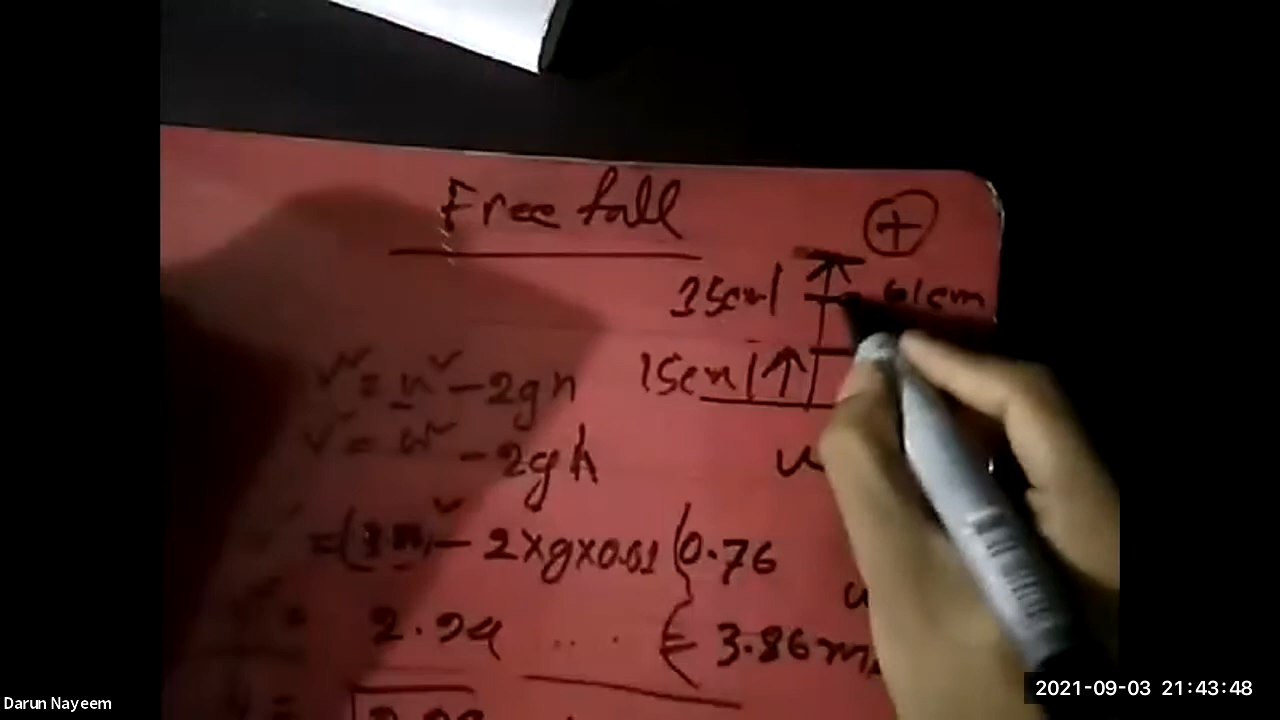 Free fall
+
35cm 61cm
15cm
v² = u² - 2gh
v² = u² - 2gh
u
- 2×g×0.61 (0.76
u
2.94 .... 3.86 m
Darun Nayeem
2021-09-03 21:43:48